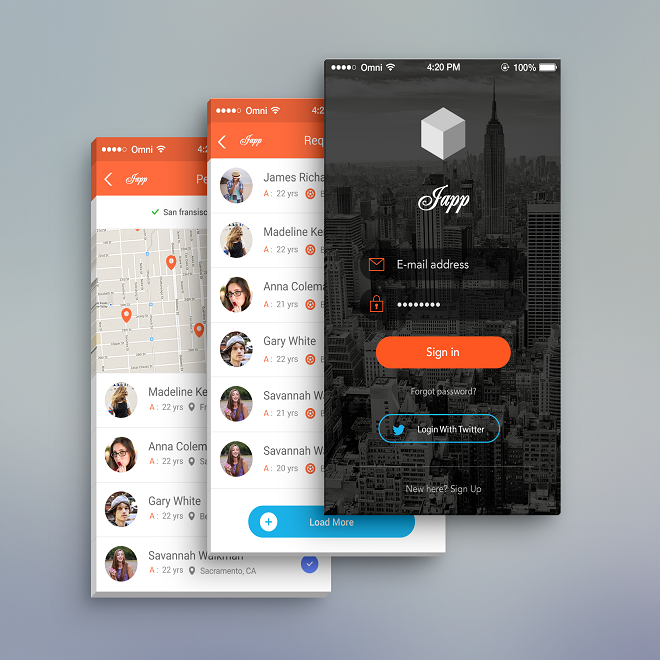 Omni
4:2
Japp
Pe
San fransisc
Madeline Ke
A : 22 yrs Fr
Anna Colem
A : 22 yrs Sa
Gary White
A : 22 yrs Be
Savannah Walkman
A : 22 yrs Sacramento, CA
Omni
4:2
Japp
Req
James Richa
A : 22 yrs B
Madeline Ke
A : 22 yrs
Anna Colem
A : 21 yrs
Gary White
A : 22 yrs
Savannah W
A : 21 yrs
Savannah W
A : 20 yrs
+ Load More
Omni 4:20 PM 100%
Japp
E-mail address
Sign in
Forgot password?
Login With Twitter
New here? Sign Up